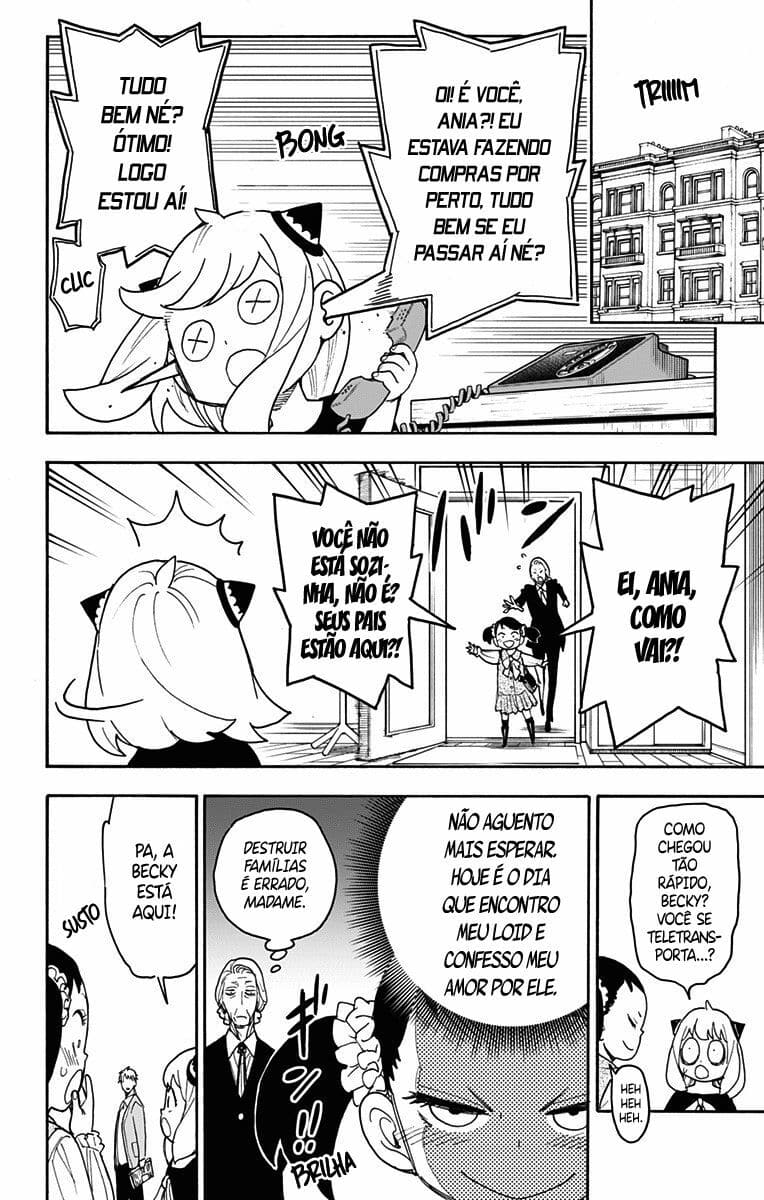 TRIIIIM
OI! É VOCÊ,
ANIA?! EU
ESTAVA FAZENDO
COMPRAS POR
PERTO, TUDO
BEM SE EU
PASSAR AÍ NÉ?
BONG
TUDO
BEM NÉ?
ÓTIMO!
LOGO
ESTOU AÍ!
CLIC
EI, ANIA,
COMO
VAI?!
VOCÊ NÃO
ESTÁ SOZI-
NHA, NÃO É?
SEUS PAIS
ESTÃO AQUI?!
COMO
CHEGOU
TÃO
RÁPIDO,
BECKY?
VOCÊ SE
TELETRANS-
PORTA...?
HEH
HEH
HEH.
NÃO AGUENTO
MAIS ESPERAR.
HOJE É O DIA
QUE ENCONTRO
MEU LOID E
CONFESSO MEU
AMOR POR ELE.
DESTRUIR
FAMÍLIAS
É ERRADO,
MADAME.
ギン!!
BRILHA
PA, A
BECKY
ESTÁ
AQUI!
SUSTO